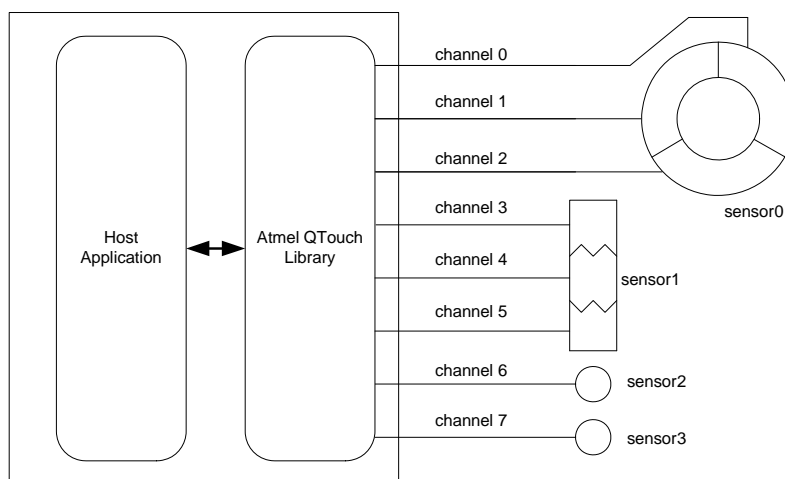 channel 0
channel 1
channel 2
channel 3
channel 4
channel 5
channel 6
channel 7
Host
Application
Atmel QTouch
Library
sensor0
sensor1
sensor2
sensor3